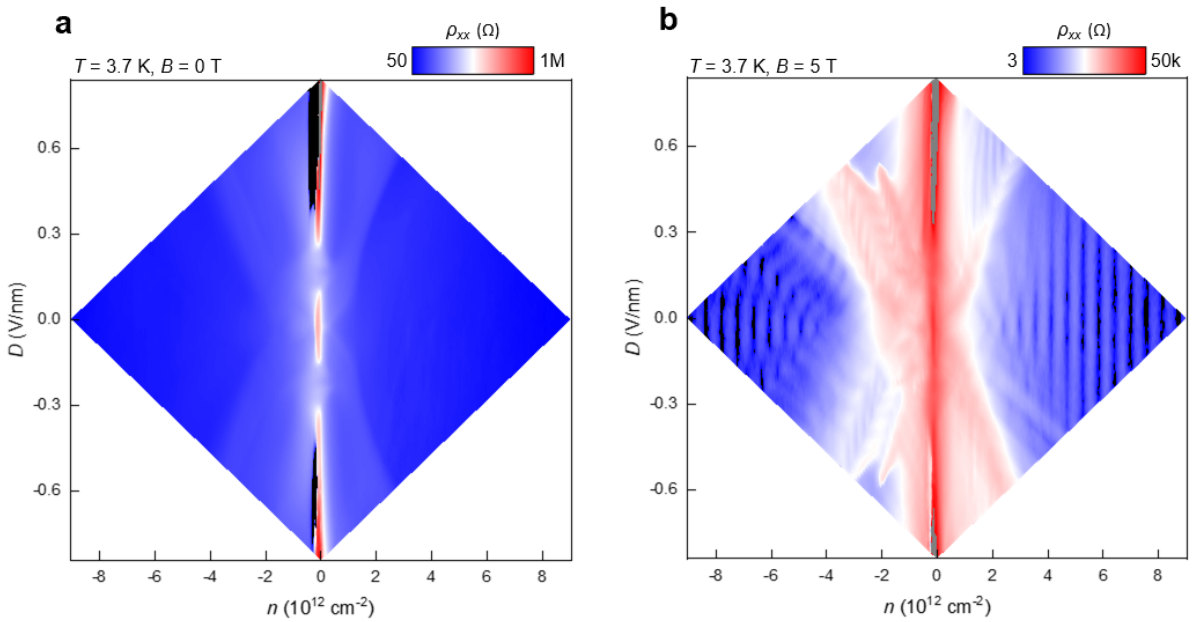 a
ρxx (Ω)
T = 3.7 K, B = 0 T
50
1M
0.6
0.3
0.0
-0.3
-0.6
D (V/nm)
-8 -6 -4 -2 0 2 4 6 8
n (10¹² cm⁻²)
b
ρxx (Ω)
T = 3.7 K, B = 5 T
3
50k
0.6
0.3
0.0
-0.3
-0.6
D (V/nm)
-8 -6 -4 -2 0 2 4 6 8
n (10¹² cm⁻²)